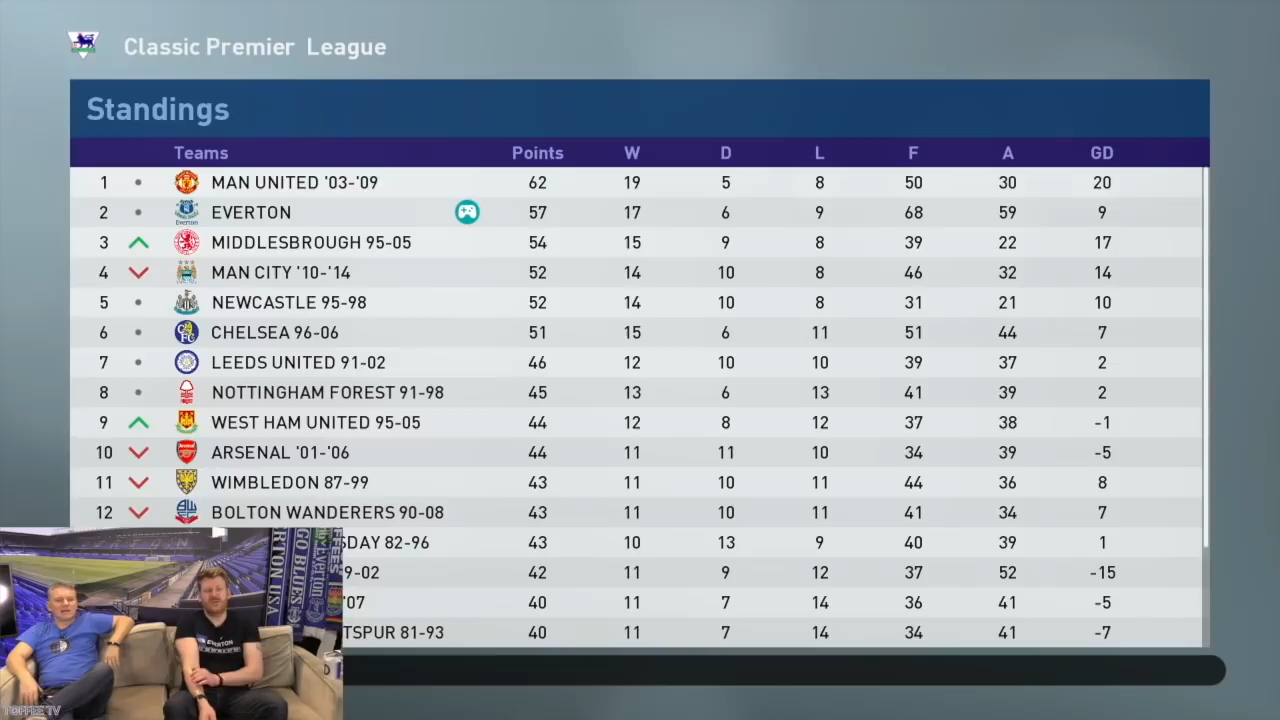 Classic Premier League
Standings
Teams Points W D L F A GD
1 MAN UNITED '03-'09 62 19 5 8 50 30 20
2 EVERTON 57 17 6 9 68 59 9
3 MIDDLESBROUGH 95-05 54 15 9 8 39 22 17
4 MAN CITY '10-'14 52 14 10 8 46 32 14
5 NEWCASTLE 95-98 52 14 10 8 31 21 10
6 CHELSEA 96-06 51 15 6 11 51 44 7
7 LEEDS UNITED 91-02 46 12 10 10 39 37 2
8 NOTTINGHAM FOREST 91-98 45 13 6 13 41 39 2
9 WEST HAM UNITED 95-05 44 12 8 12 37 38 -1
10 ARSENAL '01-'06 44 11 11 10 34 39 -5
11 WIMBLEDON 87-99 43 11 10 11 44 36 8
12 BOLTON WANDERERS 90-08 43 11 10 11 41 34 7
SDAY 82-96 43 10 13 9 40 39 1
9-02 42 11 9 12 37 52 -15
'07 40 11 7 14 36 41 -5
TSPUR 81-93 40 11 7 14 34 41 -7
ERTON USA
GO BLUES
Everton
EVERTON
TOFFEE TV